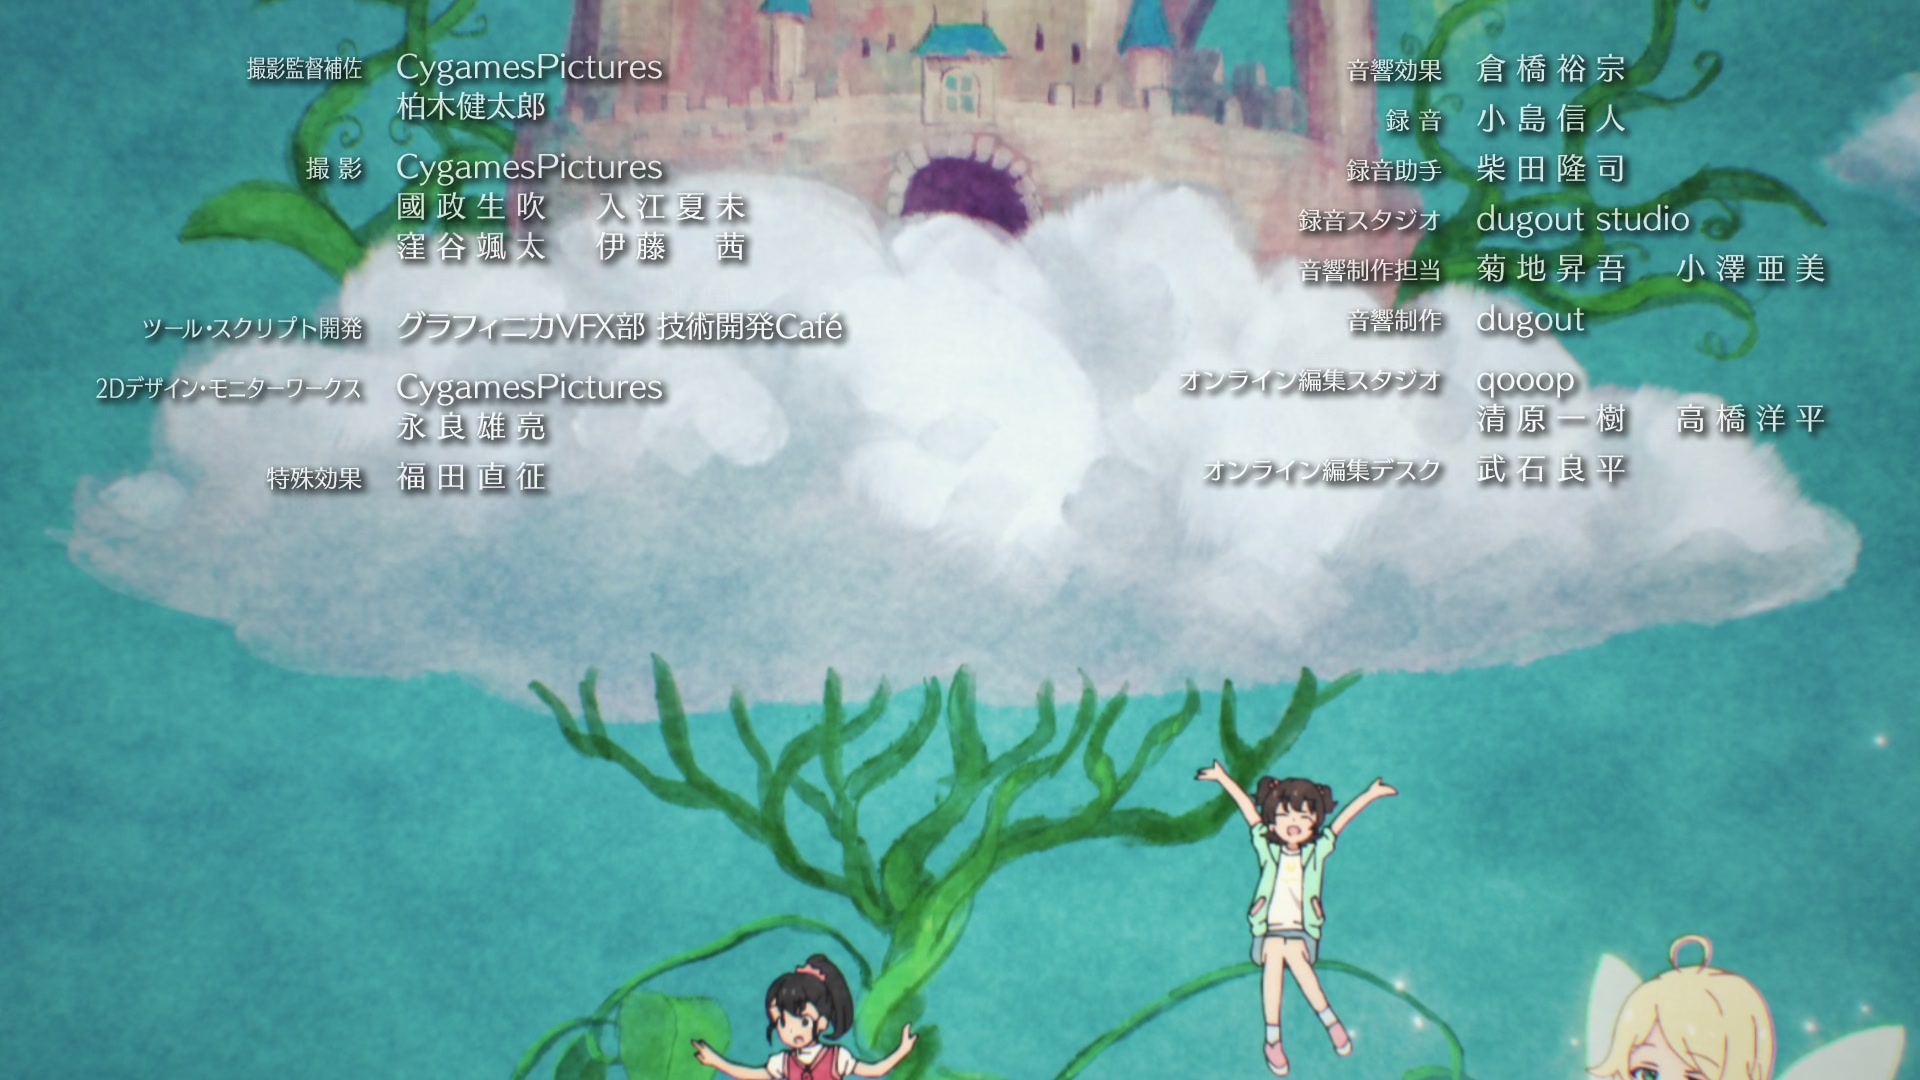 撮影監督補佐 CygamesPictures
柏木健太郎
撮影 CygamesPictures
國政生吹 入江夏未
窪谷颯太 伊藤 茜
ツール・スクリプト開発 グラフィニカVFX部 技術開発Café
2Dデザイン・モニターワークス CygamesPictures
永良雄亮
特殊効果 福田直征
音響効果 倉橋裕宗
録音 小島信人
録音助手 柴田隆司
録音スタジオ dugout studio
音響制作担当 菊地昇吾 小澤亜美
音響制作 dugout
オンライン編集スタジオ qooop
清原一樹 高橋洋平
オンライン編集デスク 武石良平